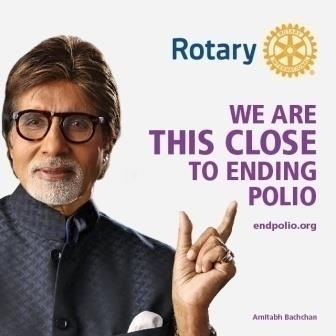 Rotary
WE ARE
THIS CLOSE
TO ENDING
POLIO
endpolio.org
Amitabh Bachchan